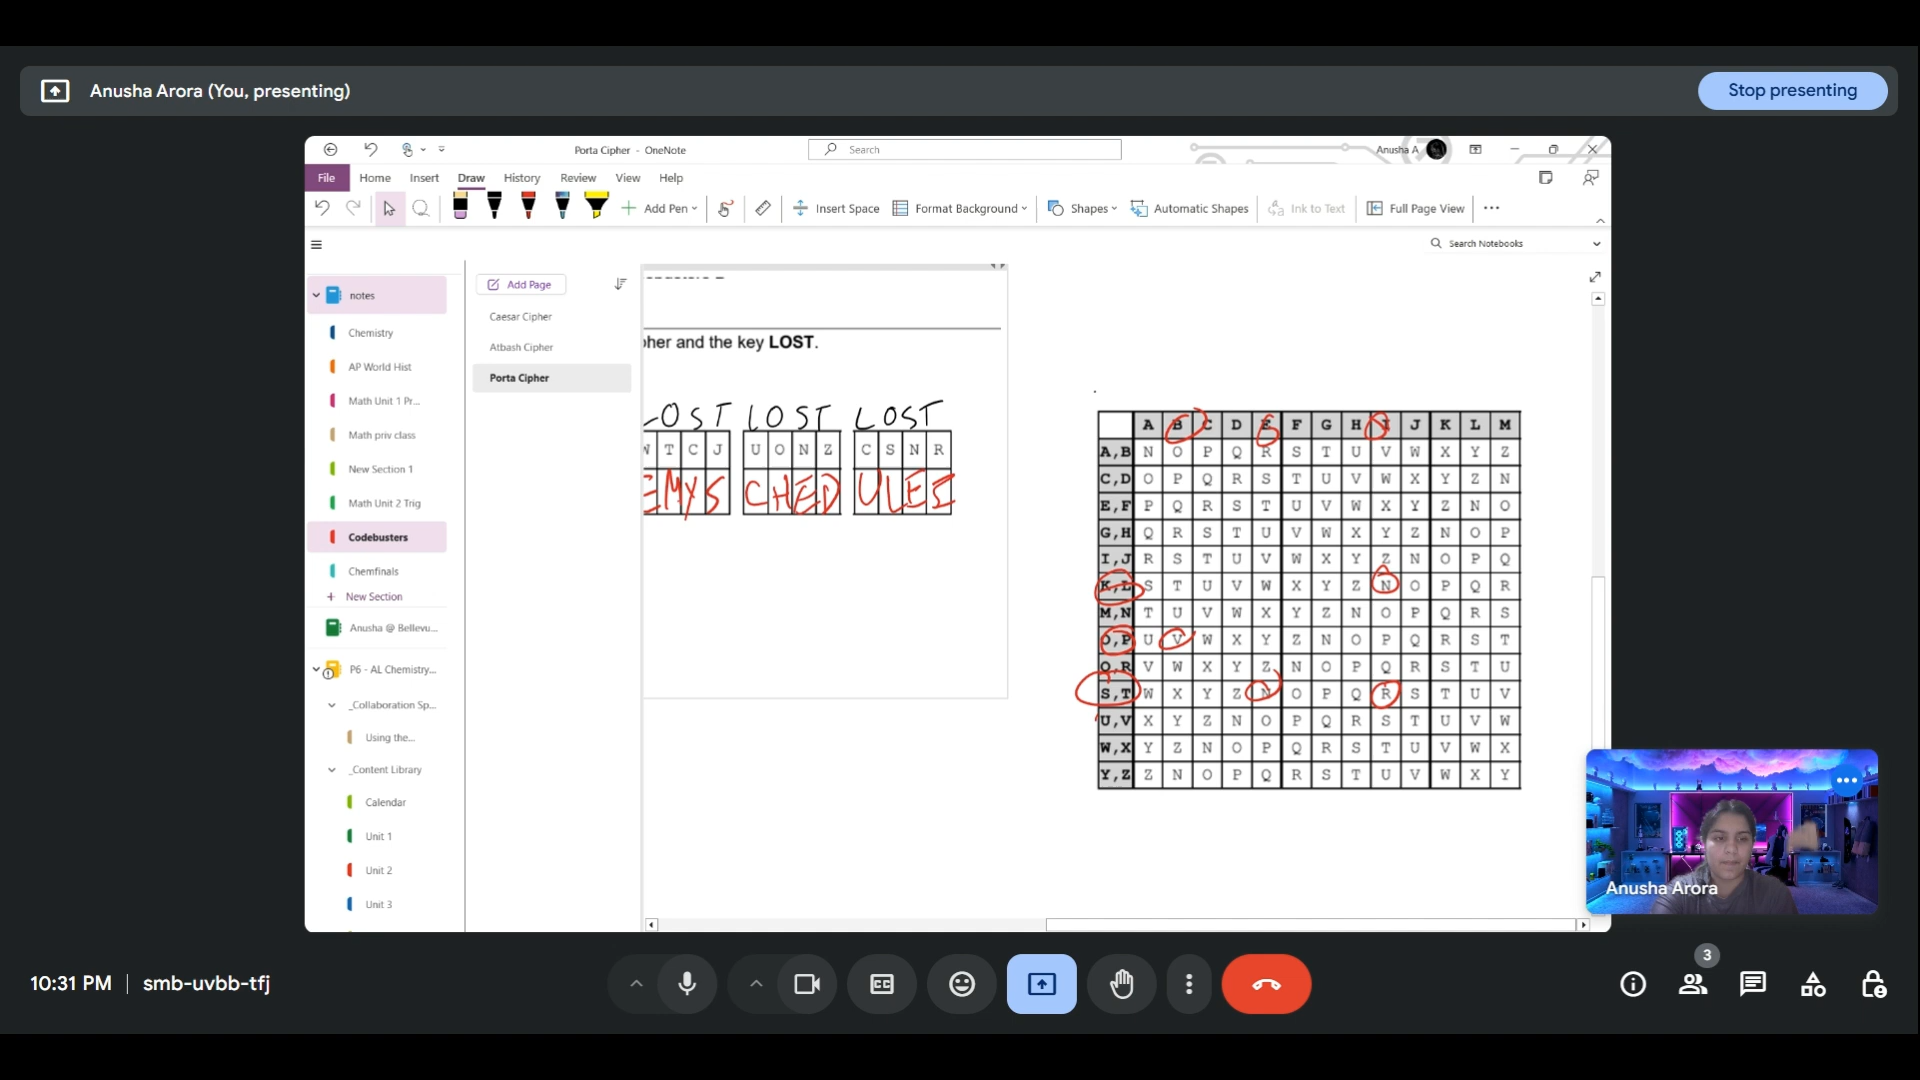 Anusha Arora (You, presenting)
Stop presenting
Porta Cipher - OneNote
Search
Anusha A
File Home Insert Draw History Review View Help
Add Pen
Insert Space
Format Background
Shapes
Automatic Shapes
Ink to Text
Full Page View
Search Notebooks
notes
Chemistry
AP World Hist
Math Unit 1 Pr...
Math priv class
New Section 1
Math Unit 2 Trig
Codebusters
Chemfinals
+ New Section
Anusha @ Bellevu...
P6 - AL Chemistry...
_Collaboration Sp...
Using the...
_Content Library
Calendar
Unit 1
Unit 2
Unit 3
Add Page
Caesar Cipher
Atbash Cipher
Porta Cipher
and the key LOST.
LOST LOST LOST
T C J U O N Z C S N R
EMYS CHED ULEI
A B C D E F G H I J K L M
A,B N O P Q R S T U V W X Y Z
C,D O P Q R S T U V W X Y Z N
E,F P Q R S T U V W X Y Z N O
G,H Q R S T U V W X Y Z N O P
I,J R S T U V W X Y Z N O P Q
K,L S T U V W X Y Z N O P Q R
M,N T U V W X Y Z N O P Q R S
O,P U V W X Y Z N O P Q R S T
Q,R V W X Y Z N O P Q R S T U
S,T W X Y Z N O P Q R S T U V
U,V X Y Z N O P Q R S T U V W
W,X Y Z N O P Q R S T U V W X
Y,Z Z N O P Q R S T U V W X Y
Anusha Arora
10:31 PM | smb-uvbb-tfj
CC
3